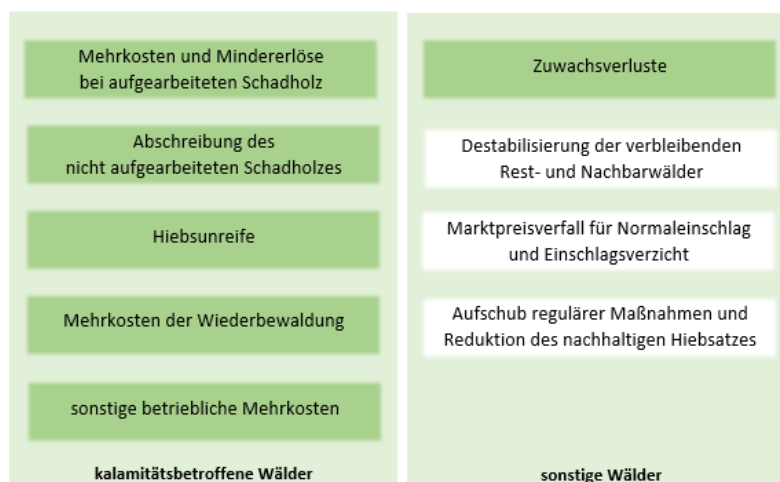 Mehrkosten und Mindererlöse
bei aufgearbeiteten Schadholz
Abschreibung des
nicht aufgearbeiteten Schadholzes
Hiebsunreife
Mehrkosten der Wiederbewaldung
sonstige betriebliche Mehrkosten
kalamitätsbetroffene Wälder
Zuwachsverluste
Destabilisierung der verbleibenden
Rest- und Nachbarwälder
Marktpreisverfall für Normaleinschlag
und Einschlagsverzicht
Aufschub regulärer Maßnahmen und
Reduktion des nachhaltigen Hiebsatzes
sonstige Wälder